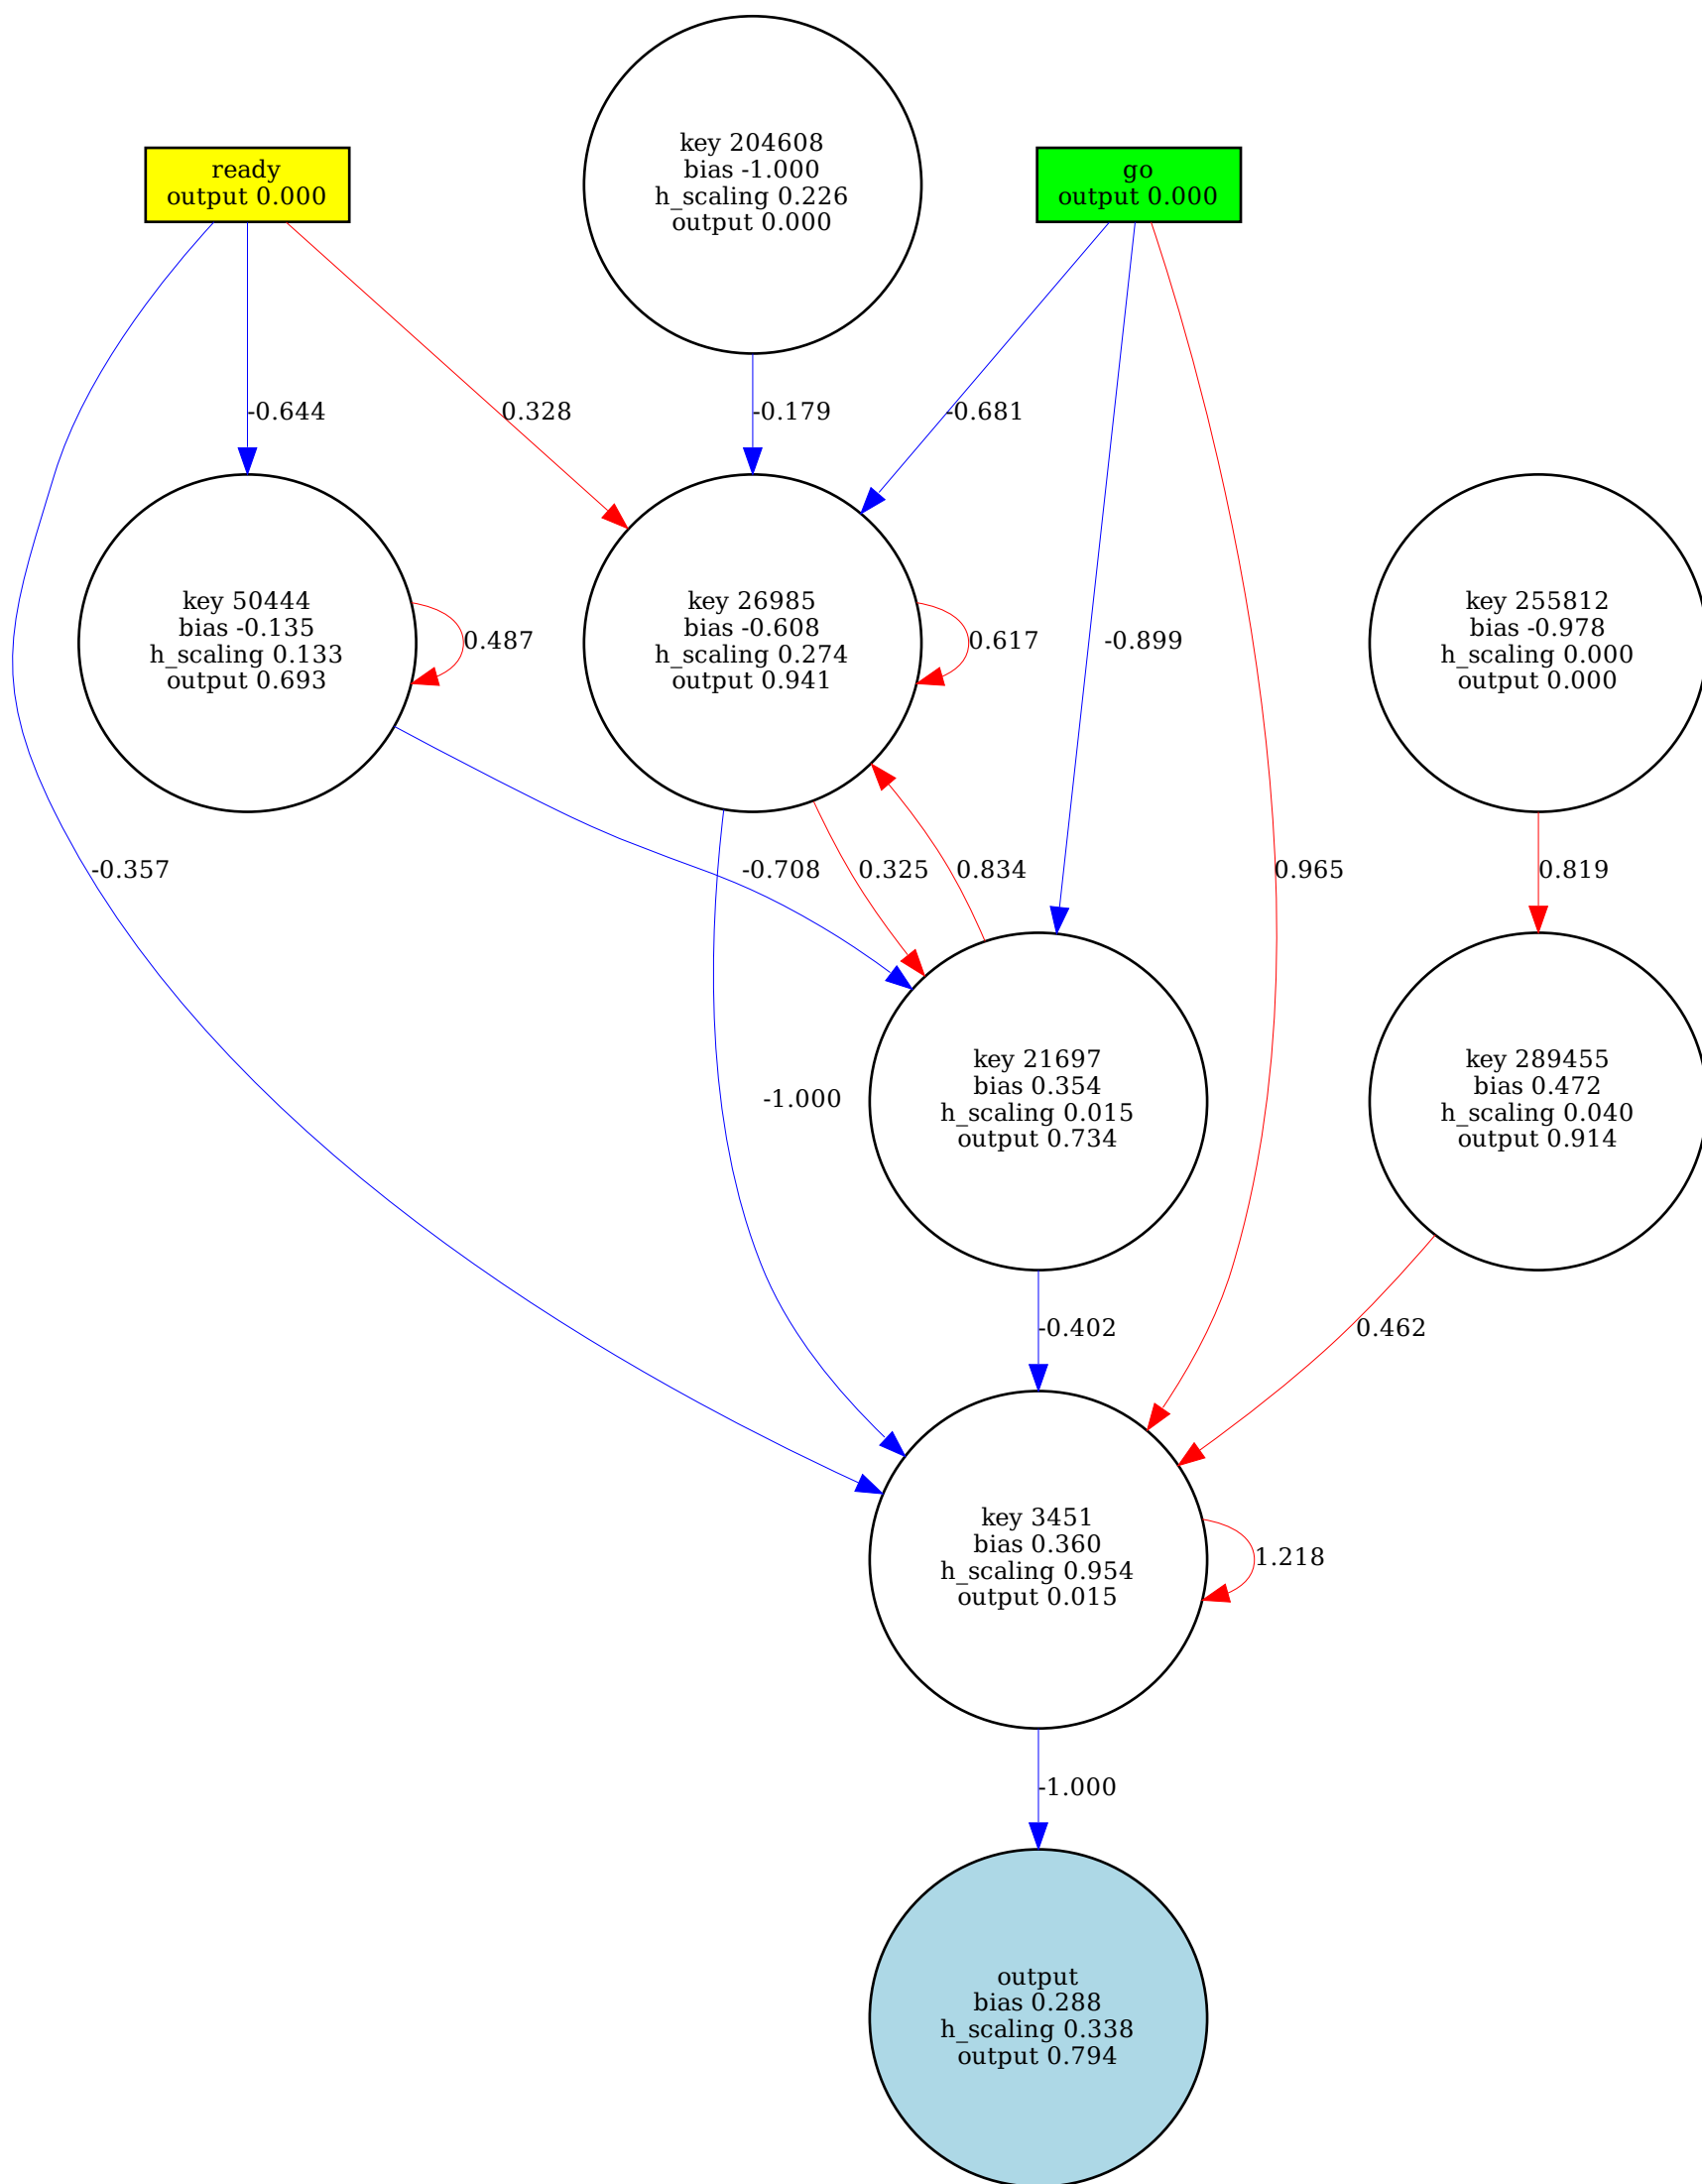 key 204608
bias -1.000
h_scaling 0.226
output 0.000
ready
output 0.000
go
output 0.000
-0.644
0.328
-0.179
-0.681
key 50444
bias -0.135
h_scaling 0.133
output 0.693
0.487
key 26985
bias -0.608
h_scaling 0.274
output 0.941
0.617
-0.899
key 255812
bias -0.978
h_scaling 0.000
output 0.000
-0.357
-0.708
0.325
0.834
0.965
0.819
-1.000
key 21697
bias 0.354
h_scaling 0.015
output 0.734
key 289455
bias 0.472
h_scaling 0.040
output 0.914
-0.402
0.462
key 3451
bias 0.360
h_scaling 0.954
output 0.015
1.218
-1.000
output
bias 0.288
h_scaling 0.338
output 0.794